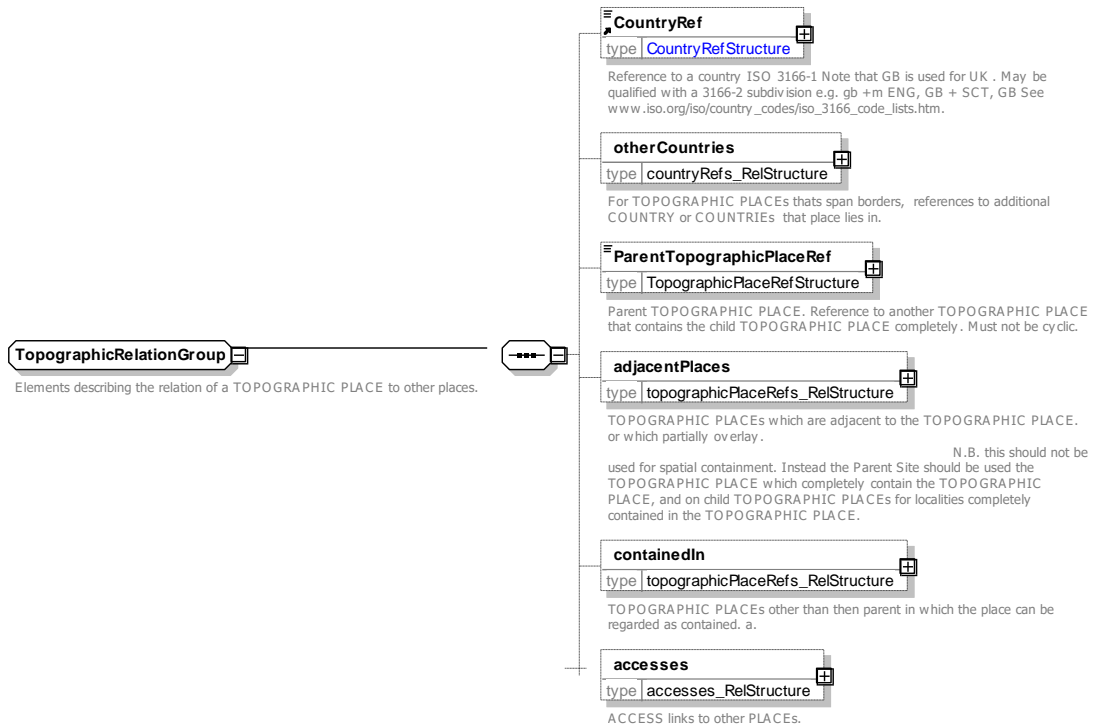 CountryRef
type CountryRefStructure
Reference to a country ISO 3166-1 Note that GB is used for UK . May be
qualified with a 3166-2 subdivision e.g. gb +m ENG, GB + SCT, GB See
www.iso.org/iso/country_codes/iso_3166_code_lists.htm.
otherCountries
type countryRefs_RelStructure
For TOPOGRAPHIC PLACEs thats span borders, references to additional
COUNTRY or COUNTRIEs that place lies in.
ParentTopographicPlaceRef
type TopographicPlaceRefStructure
Parent TOPOGRAPHIC PLACE. Reference to another TOPOGRAPHIC PLACE
that contains the child TOPOGRAPHIC PLACE completely. Must not be cyclic.
TopographicRelationGroup
Elements describing the relation of a TOPOGRAPHIC PLACE to other places.
adjacentPlaces
type topographicPlaceRefs_RelStructure
TOPOGRAPHIC PLACEs which are adjacent to the TOPOGRAPHIC PLACE.
or which partially overlay.
N.B. this should not be
used for spatial containment. Instead the Parent Site should be used the
TOPOGRAPHIC PLACE which completely contain the TOPOGRAPHIC
PLACE, and on child TOPOGRAPHIC PLACEs for localities completely
contained in the TOPOGRAPHIC PLACE.
containedIn
type topographicPlaceRefs_RelStructure
TOPOGRAPHIC PLACEs other than then parent in which the place can be
regarded as contained. a.
accesses
type accesses_RelStructure
ACCESS links to other PLACEs.